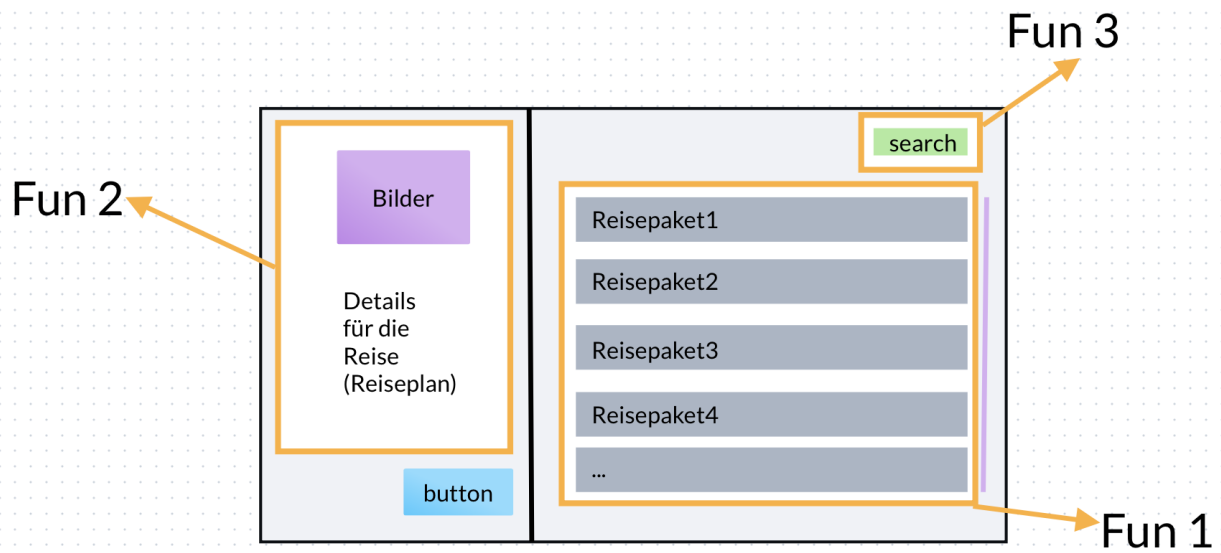 Fun 3
search
Fun 2
Bilder
Details
für die
Reise
(Reiseplan)
button
Reisepaket1
Reisepaket2
Reisepaket3
Reisepaket4
...
Fun 1